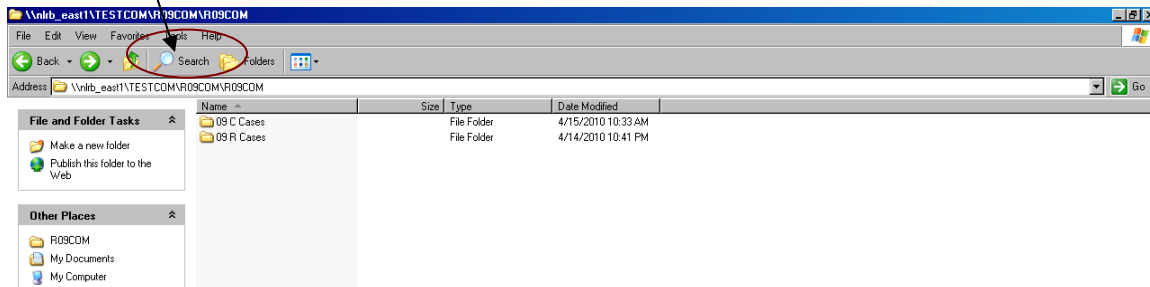 \\nlrb_east1\TESTCOM\R09COM\R09COM
File Edit View Favorites Tools Help
Back Search Folders
Address \\nlrb_east1\TESTCOM\R09COM\R09COM Go
Name Size Type Date Modified
File and Folder Tasks
Make a new folder
Publish this folder to the
Web
09 C Cases File Folder 4/15/2010 10:33 AM
09 R Cases File Folder 4/14/2010 10:41 PM
Other Places
R09COM
My Documents
My Computer